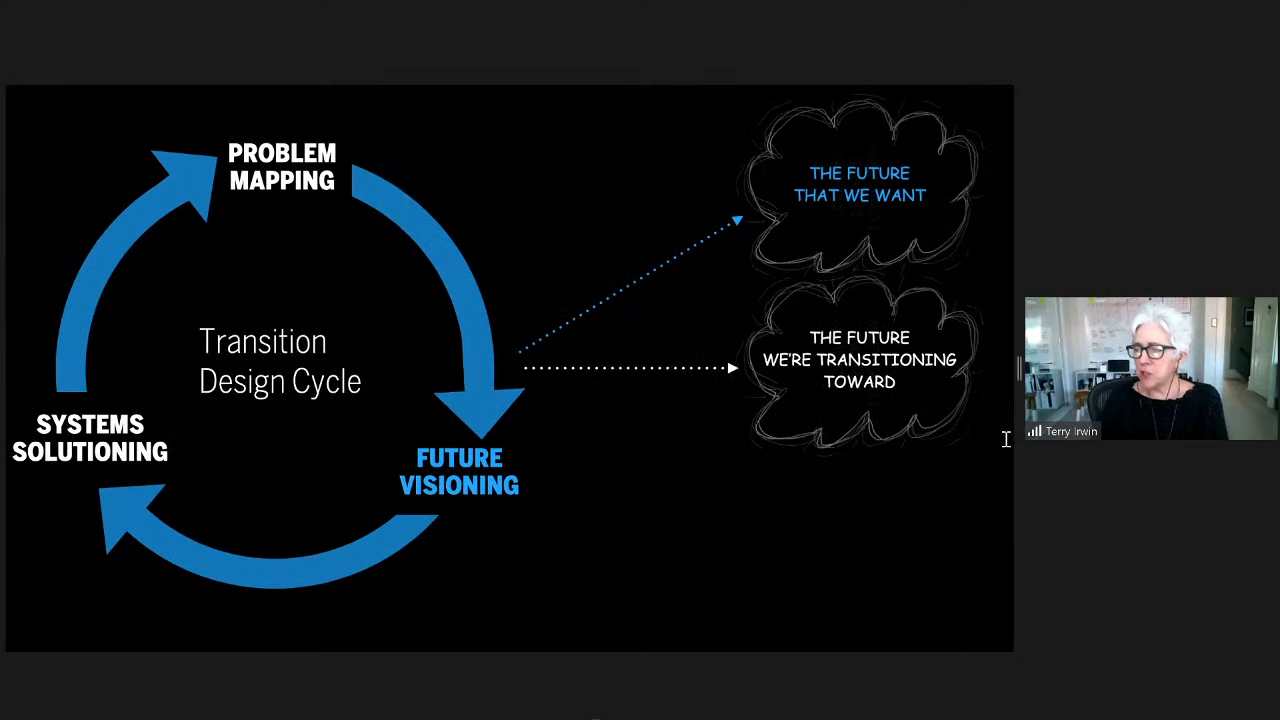 PROBLEM
MAPPING
THE FUTURE
THAT WE WANT
Transition
Design Cycle
THE FUTURE
WE'RE TRANSITIONING
TOWARD
SYSTEMS
SOLUTIONING
FUTURE
VISIONING
Terry Irwin